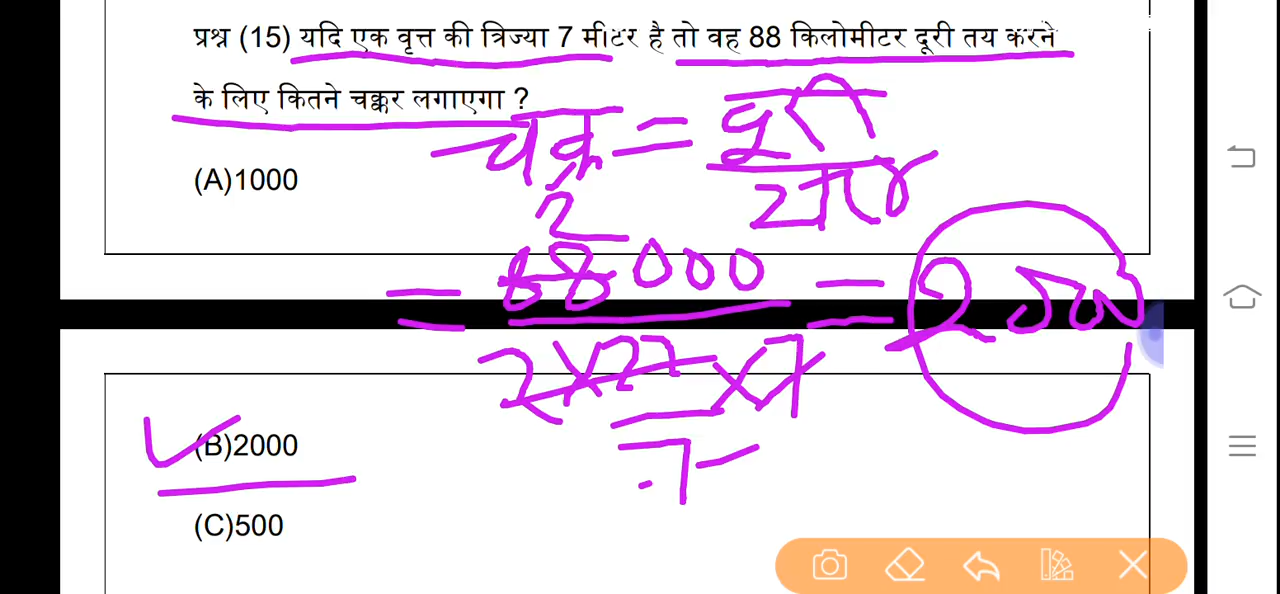 प्रश्न (15) यदि एक वृत्त की त्रिज्या 7 मीटर है तो वह 88 किलोमीटर दूरी तय करने
के लिए कितने चक्कर लगाएगा ?
(A)1000
= दूरी / 2πr
2
= 88000 / 2×22×7 / 7 = 2000
(B)2000
(C)500